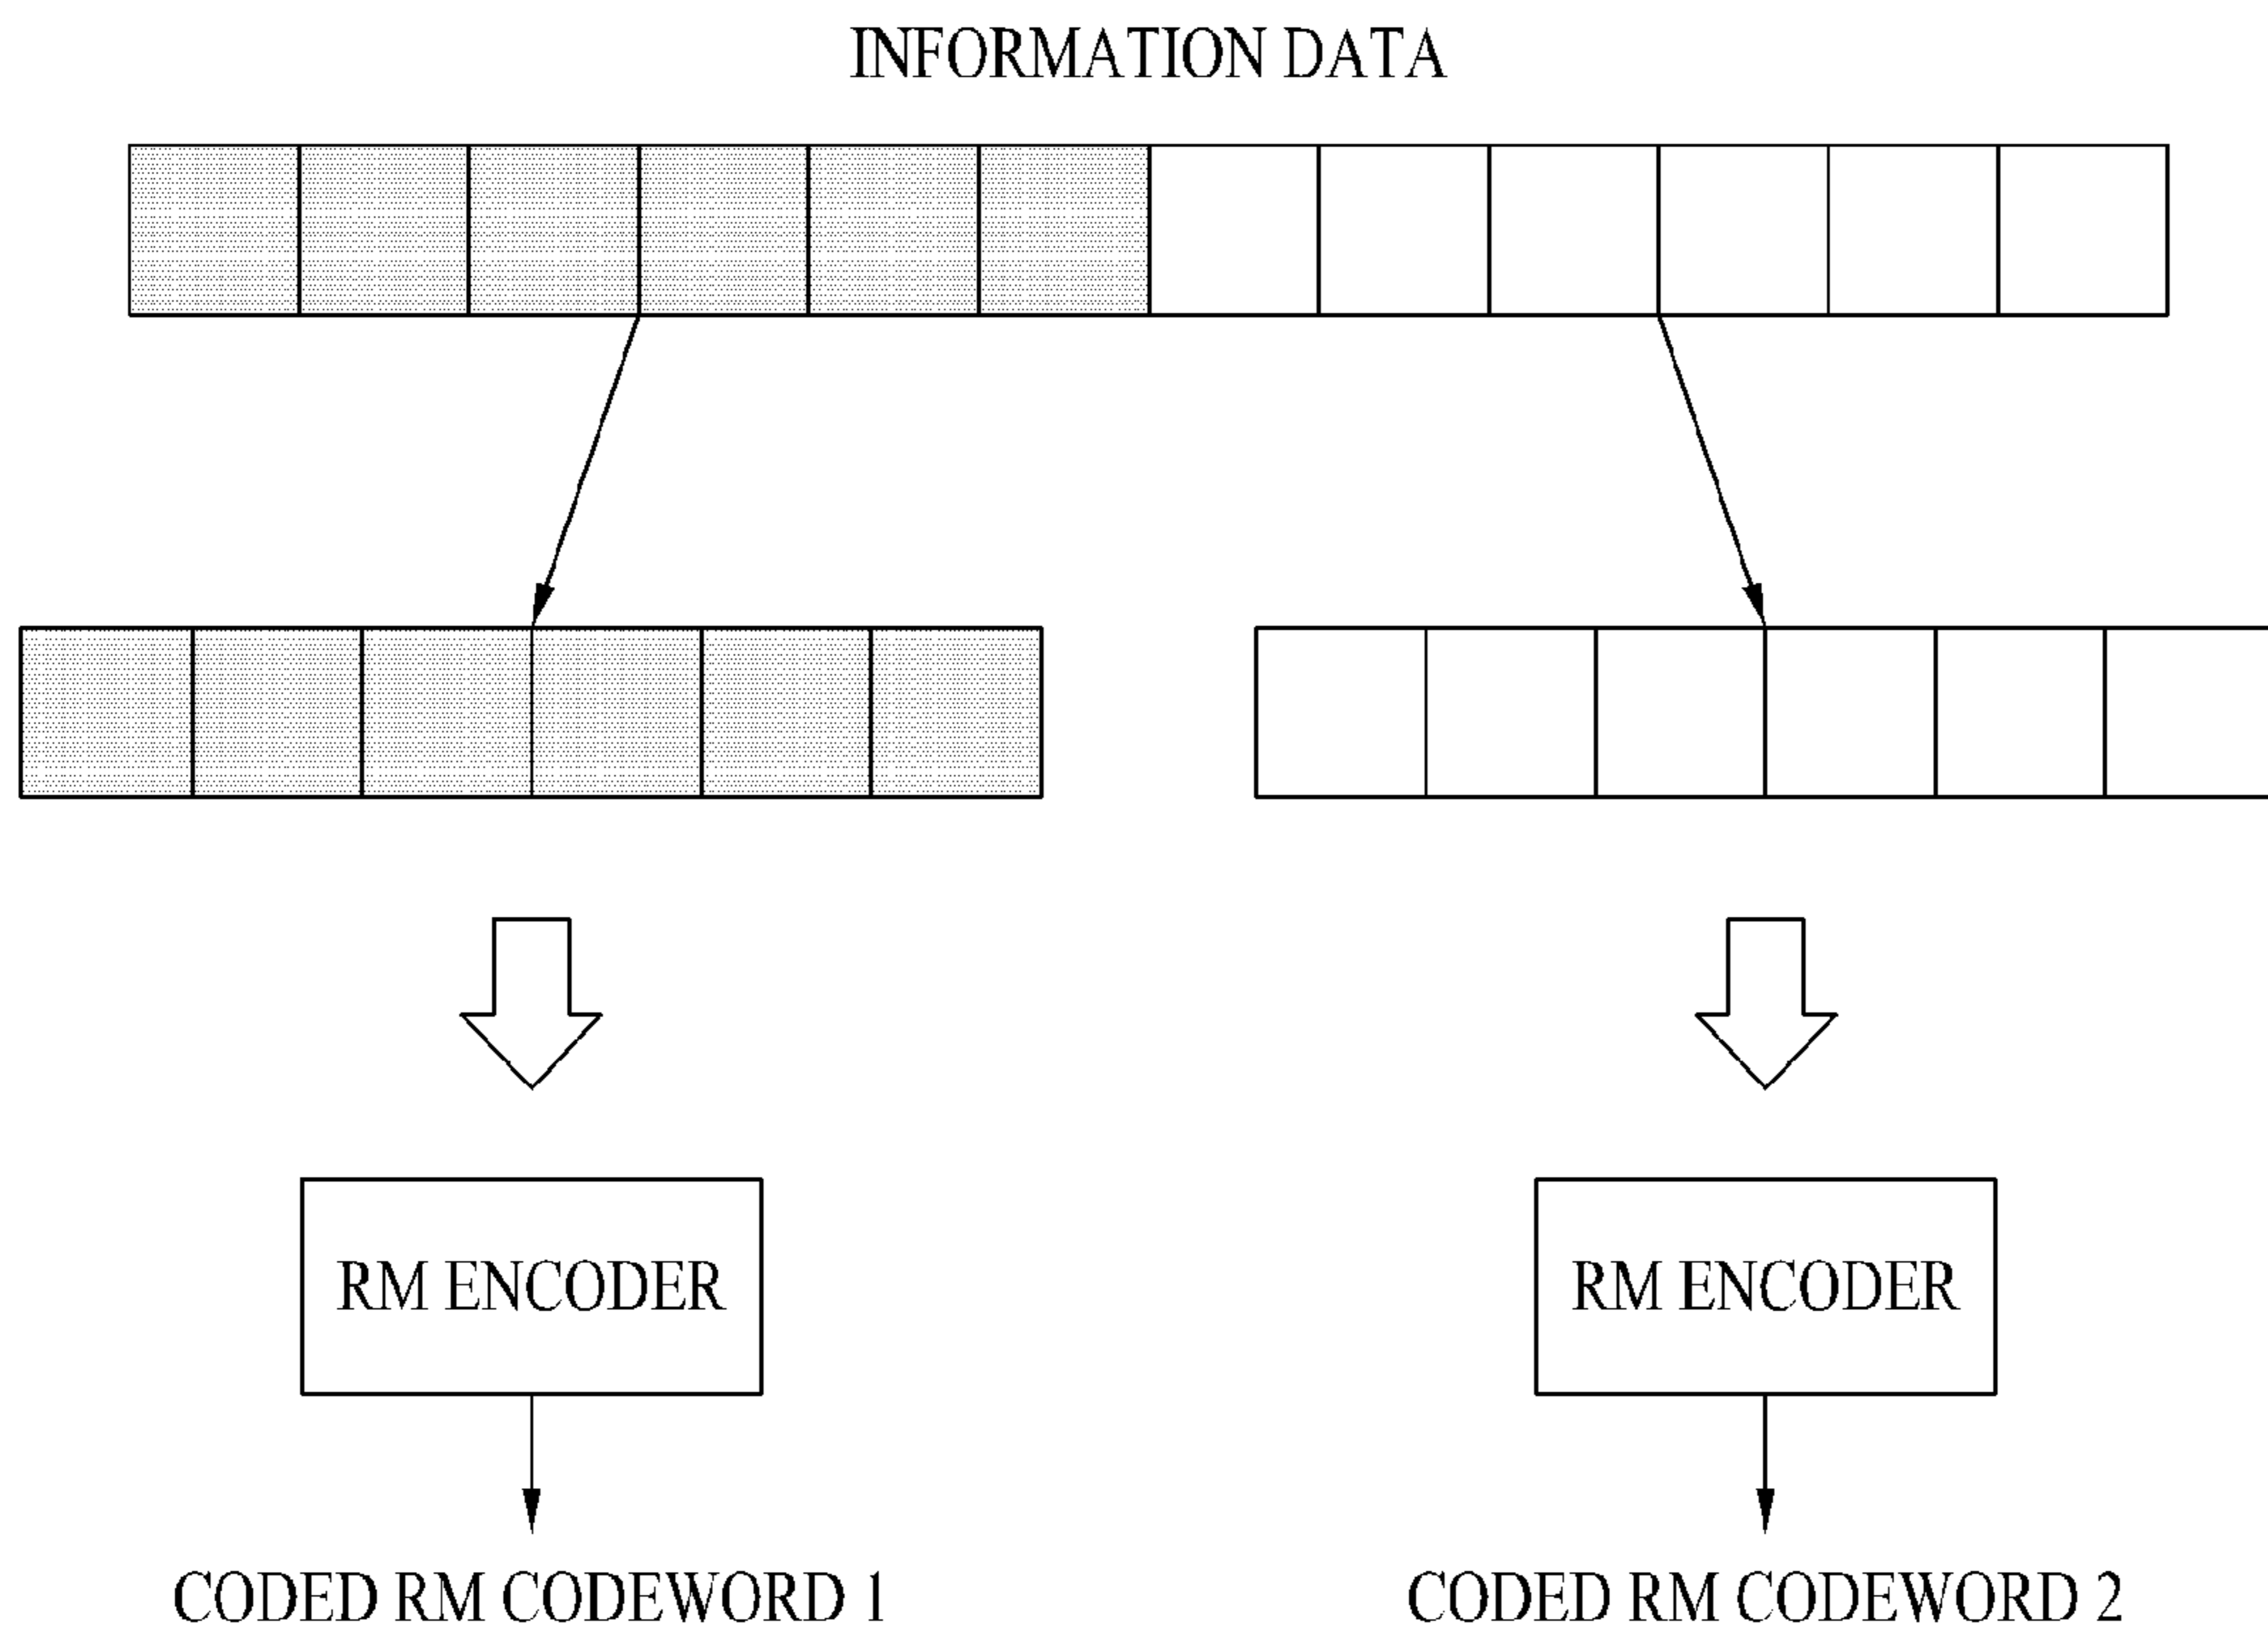 INFORMATION DATA
RM ENCODER
RM ENCODER
CODED RM CODEWORD 1
CODED RM CODEWORD 2